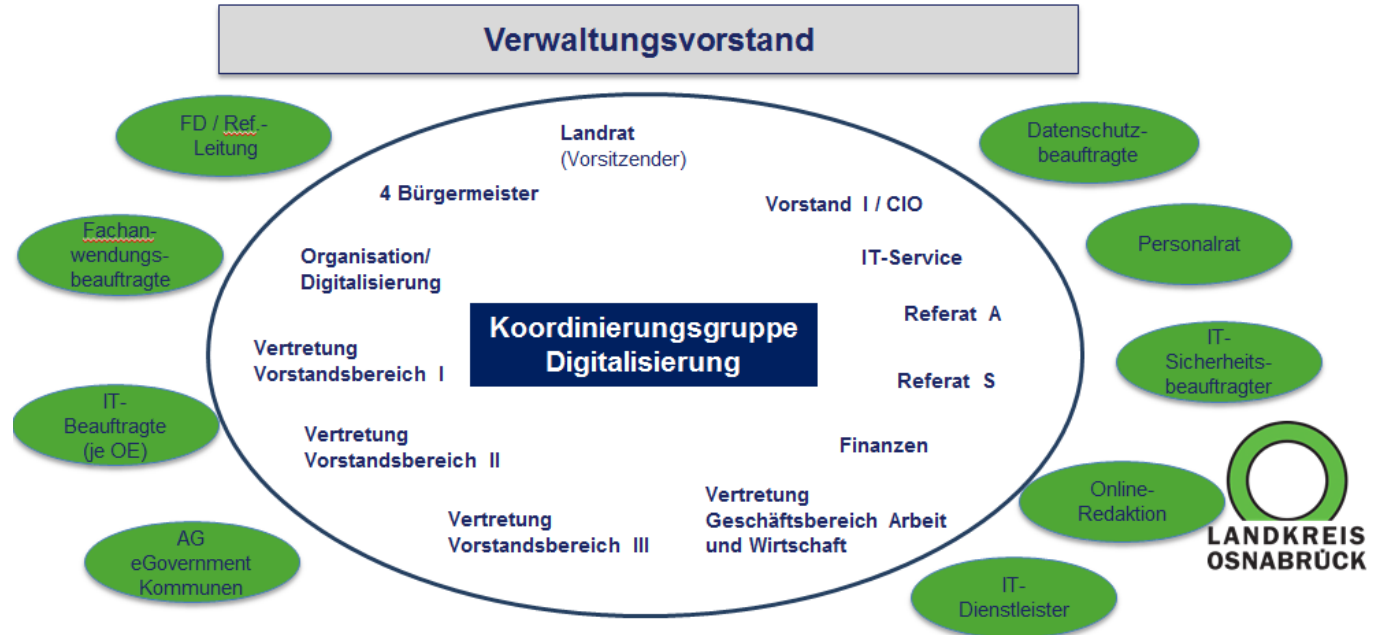 Verwaltungsvorstand
FD / Ref.-
Leitung
Fachan-
wendungs-
beauftragte
IT-
Beauftragte
(je OE)
AG
eGovernment
Kommunen
Landrat
(Vorsitzender)
4 Bürgermeister
Vorstand I / CIO
Organisation/
Digitalisierung
IT-Service
Koordinierungsgruppe
Digitalisierung
Referat A
Vertretung
Vorstandsbereich I
Referat S
Vertretung
Vorstandsbereich II
Finanzen
Vertretung
Vorstandsbereich III
Vertretung
Geschäftsbereich Arbeit
und Wirtschaft
Datenschutz-
beauftragte
Personalrat
IT-
Sicherheits-
beauftragter
Online-
Redaktion
IT-
Dienstleister
LANDKREIS
OSNABRÜCK